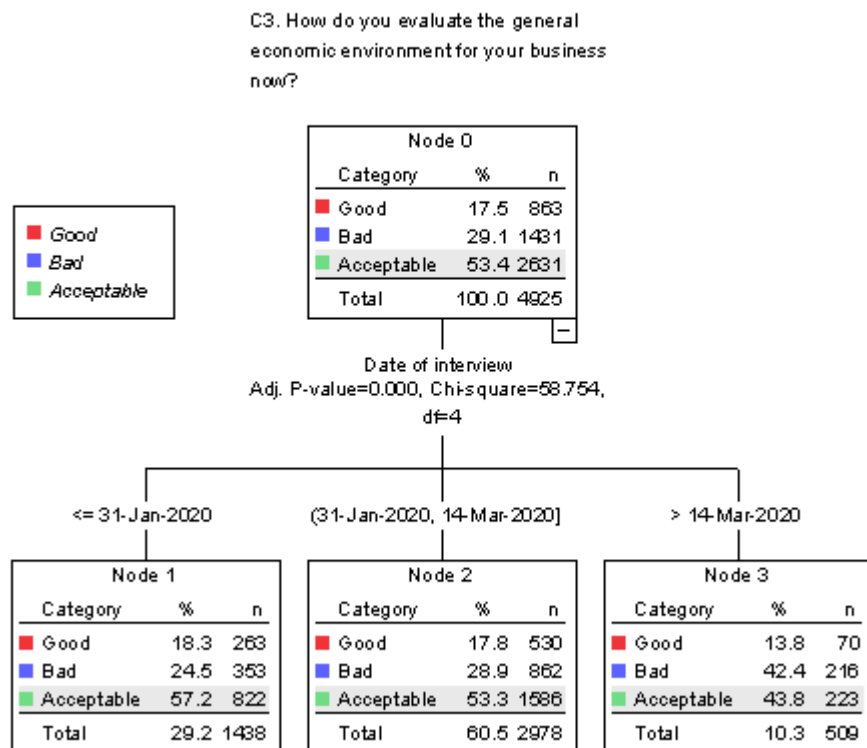 C3. How do you evaluate the general
economic environment for your business
now?
Node 0
Category % n
Good 17.5 863
Bad 29.1 1431
Acceptable 53.4 2631
Total 100.0 4925
Good
Bad
Acceptable
Date of interview
Adj. P-value=0.000, Chi-square=58.754,
df=4
<= 31-Jan-2020
(31-Jan-2020, 14-Mar-2020]
> 14-Mar-2020
Node 1
Category % n
Good 18.3 263
Bad 24.5 353
Acceptable 57.2 822
Total 29.2 1438
Node 2
Category % n
Good 17.8 530
Bad 28.9 862
Acceptable 53.3 1586
Total 60.5 2978
Node 3
Category % n
Good 13.8 70
Bad 42.4 216
Acceptable 43.8 223
Total 10.3 509